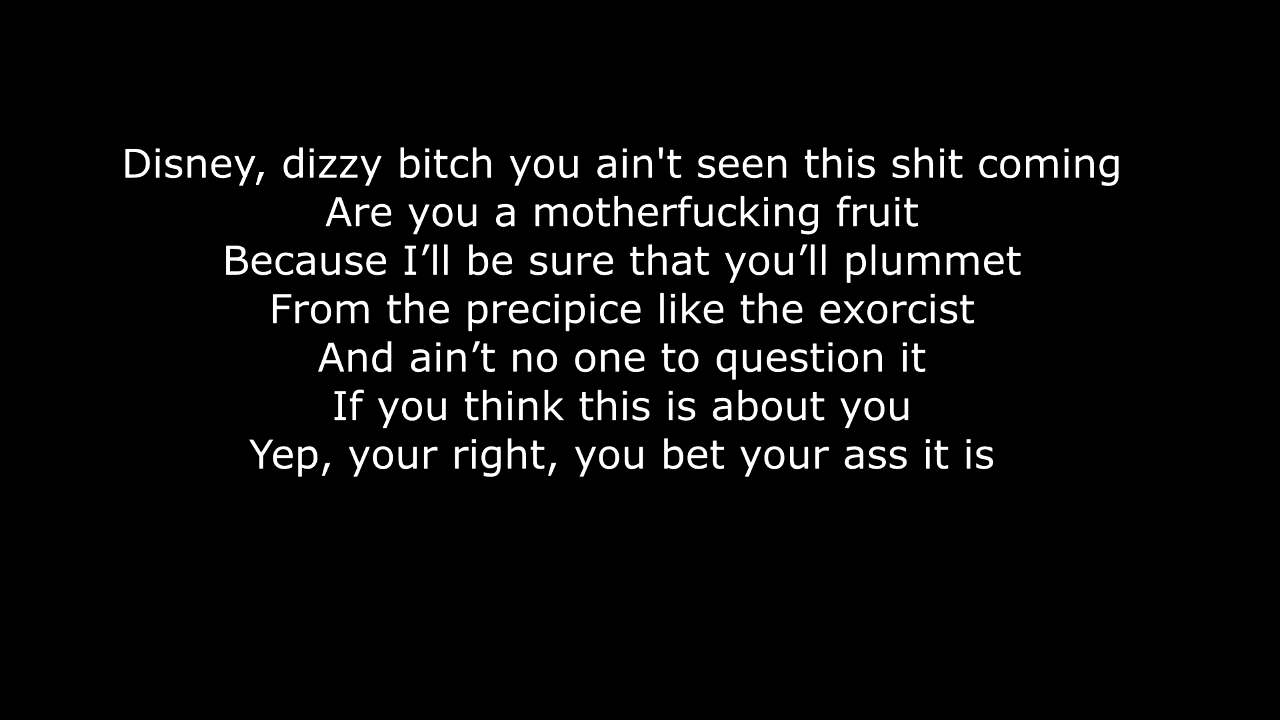 Disney, dizzy bitch you ain't seen this shit coming
Are you a motherfucking fruit
Because I’ll be sure that you’ll plummet
From the precipice like the exorcist
And ain’t no one to question it
If you think this is about you
Yep, your right, you bet your ass it is